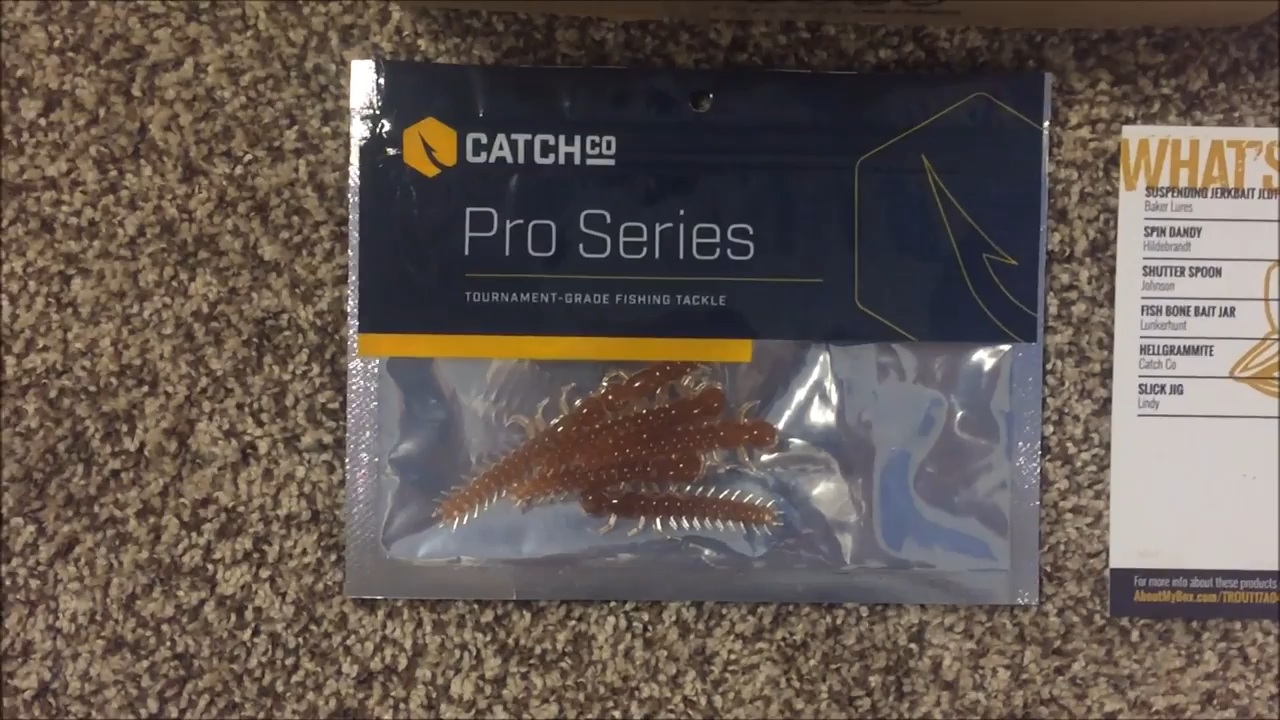 CATCHCO
Pro Series
TOURNAMENT-GRADE FISHING TACKLE
WHAT'S
SUSPENDING JERKBAIT
Baker Lures
SPIN DANDY
Hildebrandt
SHUTTER SPOON
Johnson
FISH BONE BAIT JAR
Lunkerhunt
HELLGRAMMITE
Catch Co
SLICK JIG
Lindy
For more info about these products
AboutMyBox.com/TROUT17A04